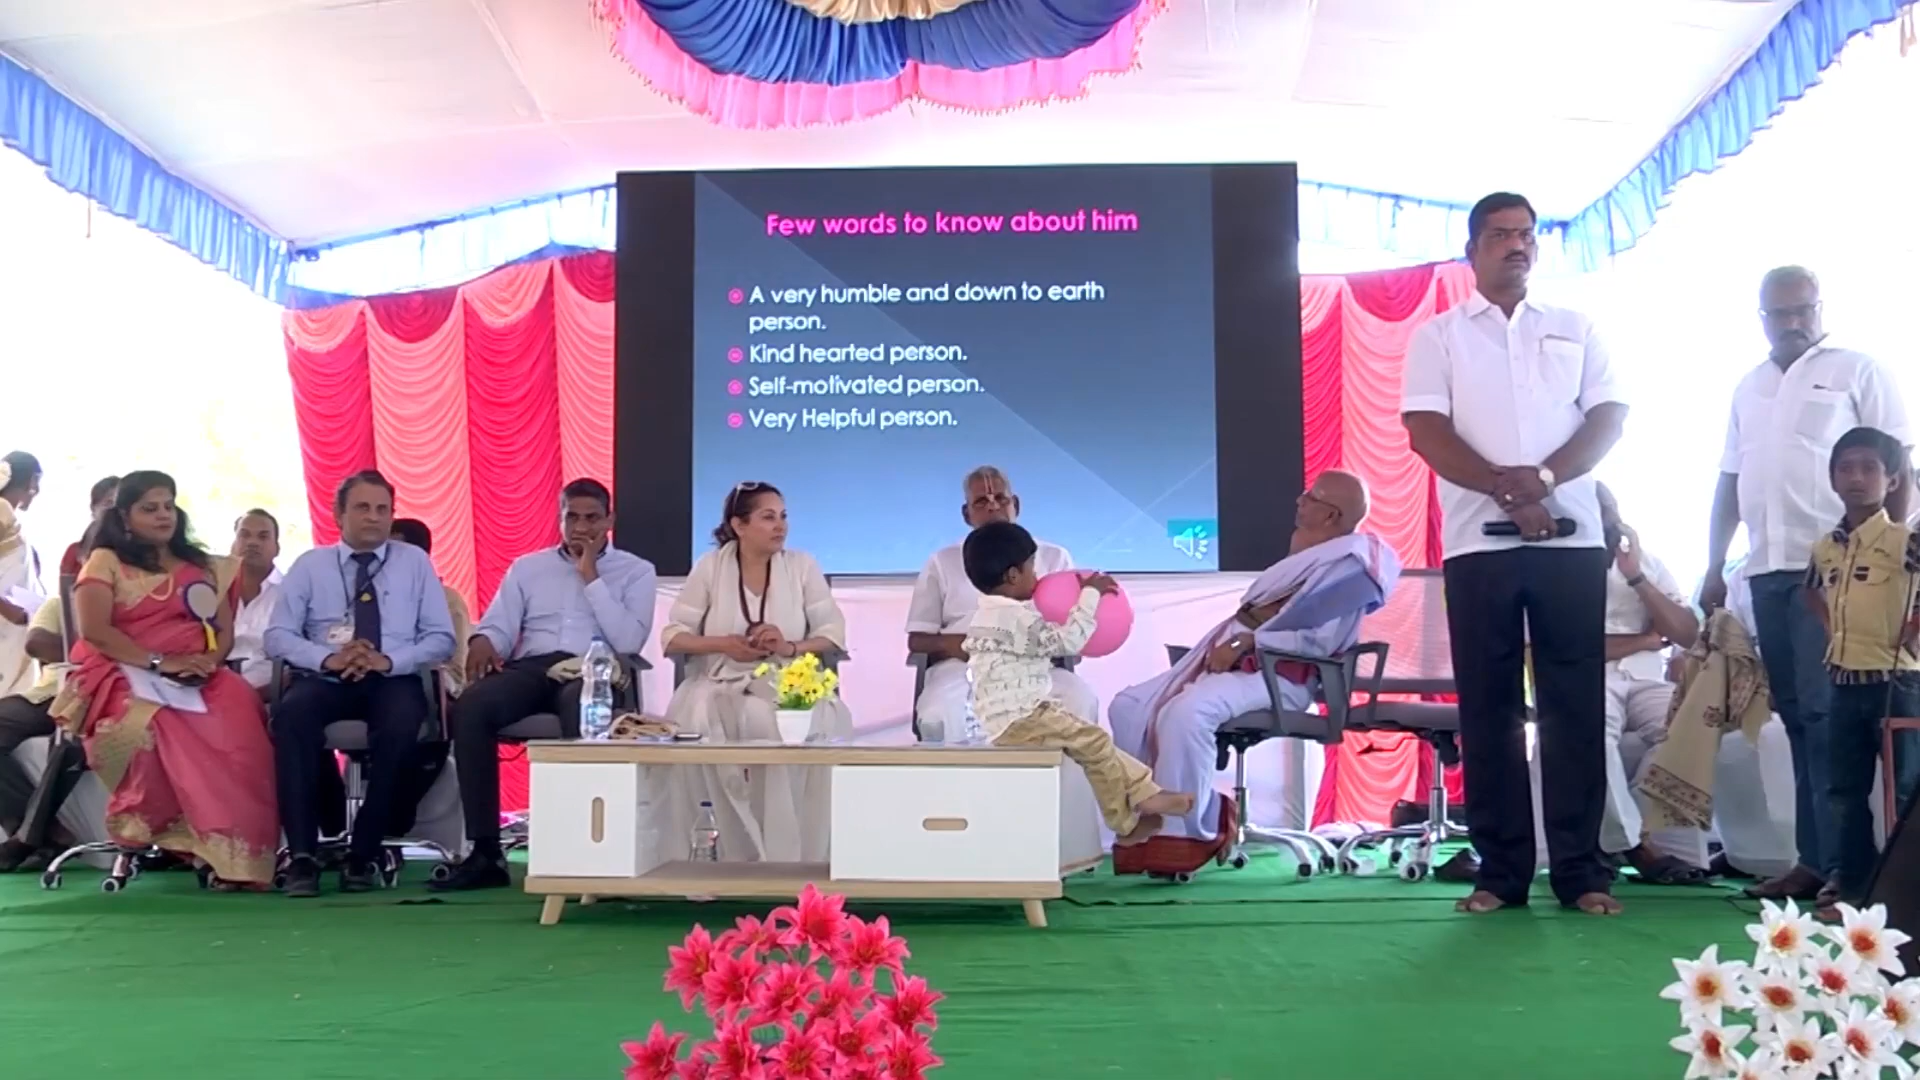 Few words to know about him
A very humble and down to earth
person.
Kind hearted person.
Self-motivated person.
Very Helpful person.